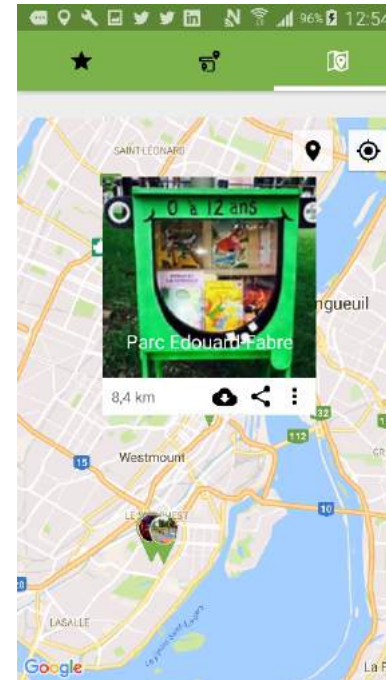 96% 12:54
SAINT-LÉONARD
0 à 12 ans
ngueuil
Parc Edouard-Fabre
8,4 km
32
112
15
Westmount
10
LASALLE
Google
La P